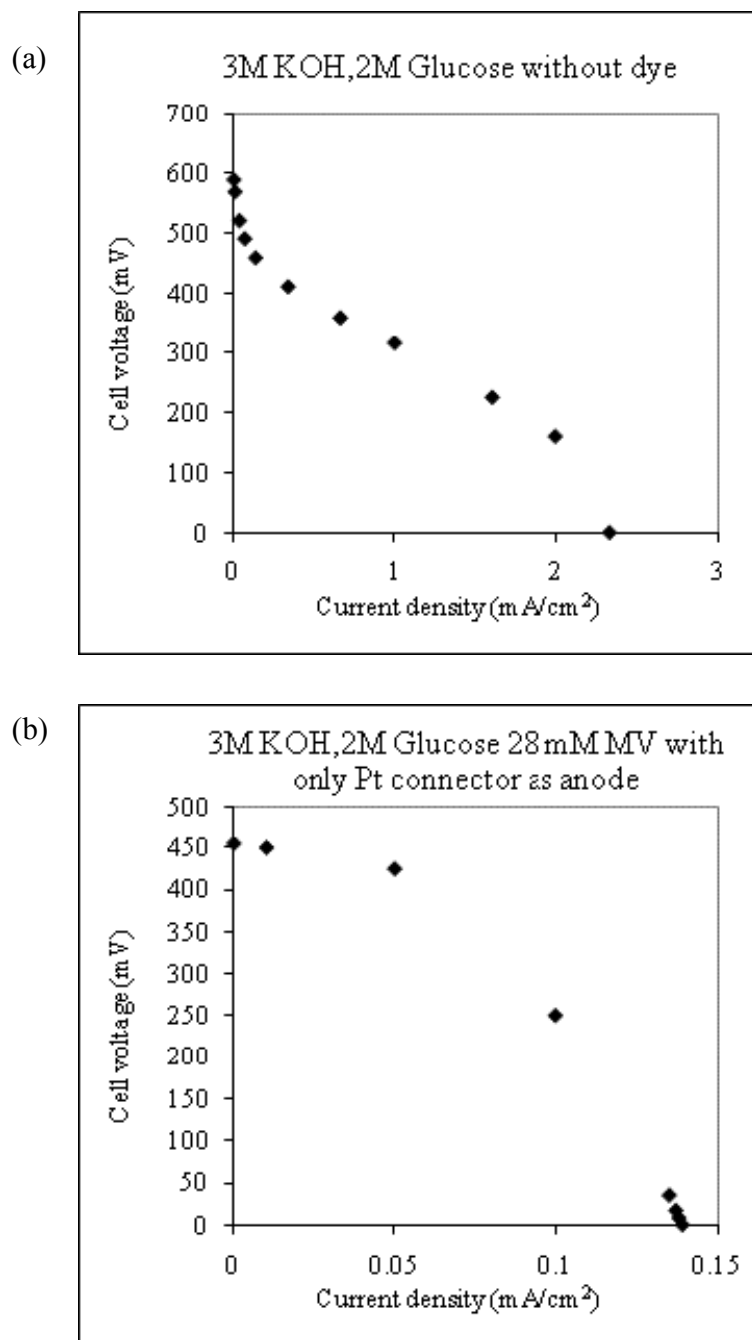 (a)
3M KOH,2M Glucose without dye
700
600
500
400
300
200
100
0
Cell voltage (mV)
0 1 2 3
Current density (mA/cm²)
(b)
3M KOH,2M Glucose 28 mM MV with
only Pt connector as anode
500
450
400
350
300
250
200
150
100
50
0
Cell voltage (mV)
0 0.05 0.1 0.15
Current density (mA/cm²)